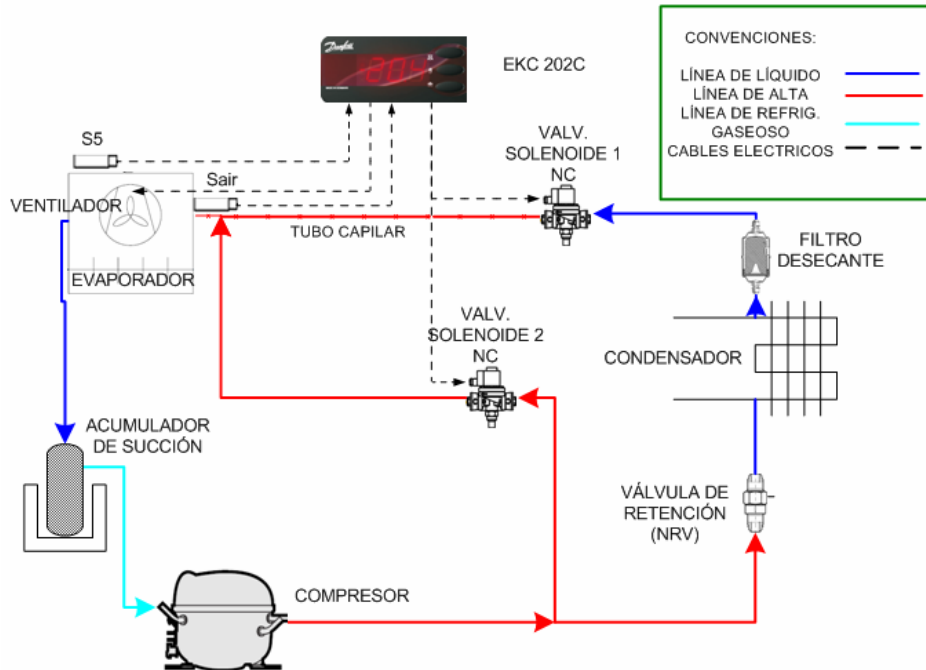 CONVENCIONES:
LÍNEA DE LÍQUIDO
LÍNEA DE ALTA
LÍNEA DE REFRIG.
GASEOSO
CABLES ELECTRICOS
Danfoss
EKC 202C
S5
Sair
VENTILADOR
EVAPORADOR
TUBO CAPILAR
VALV.
SOLENOIDE 1
NC
FILTRO
DESECANTE
VALV.
SOLENOIDE 2
NC
CONDENSADOR
ACUMULADOR
DE SUCCIÓN
VÁLVULA DE
RETENCIÓN
(NRV)
COMPRESOR